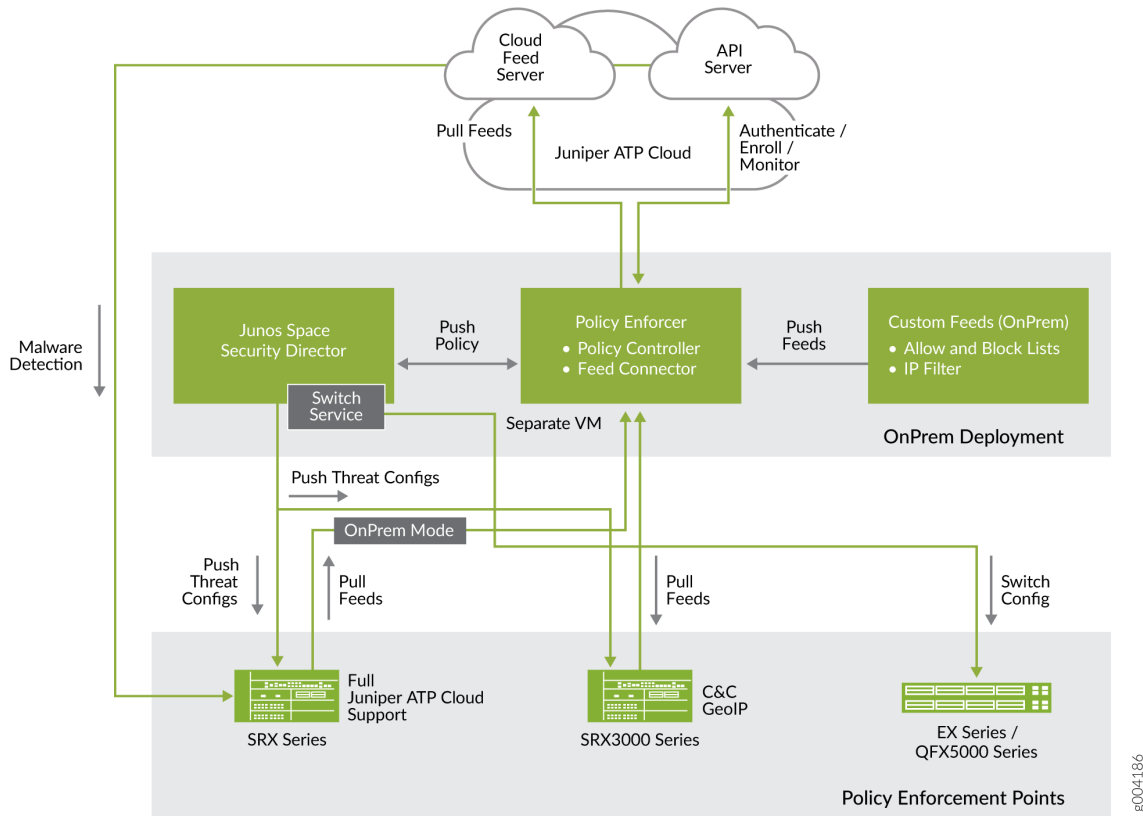 Cloud
Feed
Server
API
Server
Pull Feeds
Authenticate /
Enroll /
Monitor
Juniper ATP Cloud
Malware
Detection
Junos Space
Security Director
Switch
Service
Push
Policy
Policy Enforcer
• Policy Controller
• Feed Connector
Separate VM
Push
Feeds
Custom Feeds (OnPrem)
• Allow and Block Lists
• IP Filter
OnPrem Deployment
Push Threat Configs
OnPrem Mode
Push
Threat
Configs
Pull
Feeds
Pull
Feeds
Switch
Config
Full
Juniper ATP Cloud
Support
SRX Series
C&C
GeoIP
SRX3000 Series
EX Series /
QFX5000 Series
Policy Enforcement Points
g004186